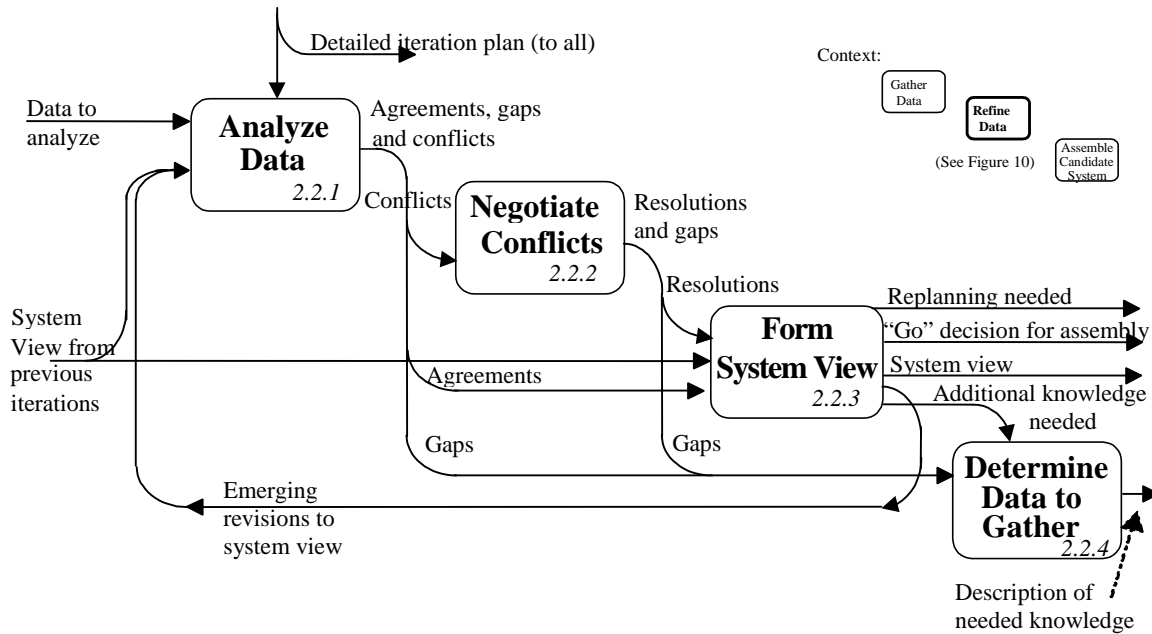 Detailed iteration plan (to all)
Context:
Gather
Data
Refine
Data
(See Figure 10)
Assemble
Candidate
System
Data to
analyze
Analyze
Data
2.2.1
Agreements, gaps
and conflicts
Conflicts
Negotiate
Conflicts
2.2.2
Resolutions
and gaps
Resolutions
System
View from
previous
iterations
Form
System View
2.2.3
Replanning needed
“Go” decision for assembly
System view
Agreements
Additional knowledge
needed
Gaps
Gaps
Determine
Data to
Gather
2.2.4
Emerging
revisions to
system view
Description of
needed knowledge